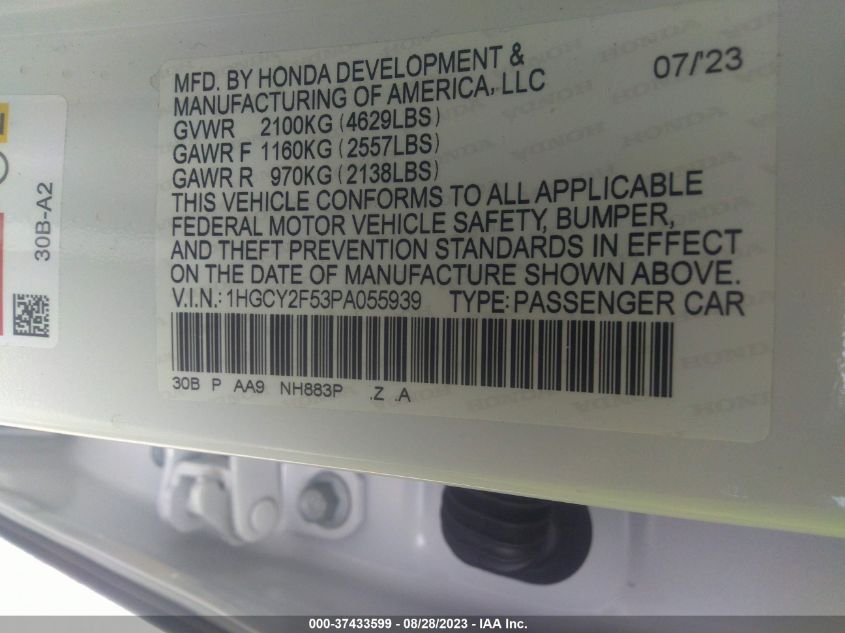 MFD. BY HONDA DEVELOPMENT & 07/'23
MANUFACTURING OF AMERICA, LLC
GVWR 2100KG (4629LBS)
GAWR F 1160KG (2557LBS)
GAWR R 970KG (2138LBS)
THIS VEHICLE CONFORMS TO ALL APPLICABLE
FEDERAL MOTOR VEHICLE SAFETY, BUMPER,
AND THEFT PREVENTION STANDARDS IN EFFECT
ON THE DATE OF MANUFACTURE SHOWN ABOVE.
V.I.N.: 1HGCY2F53PA055939 TYPE: PASSENGER CAR
30B P AA9 NH883P .Z .A
30B-A2
000-37433599 - 08/28/2023 - IAA Inc.